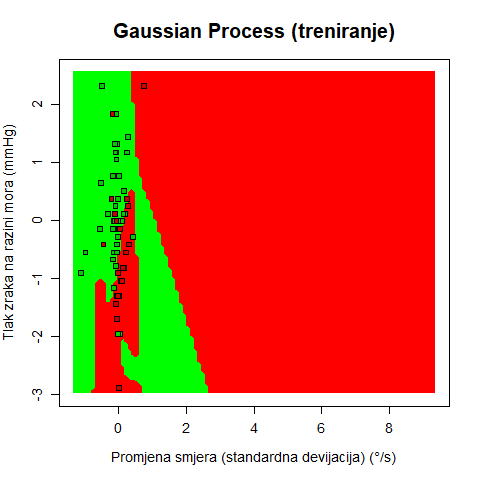 Gaussian Process (treniranje)
Tlak zraka na razini mora (mmHg)
2
1
0
-1
-2
-3
0 2 4 6 8
Promjena smjera (standardna devijacija) (°/s)